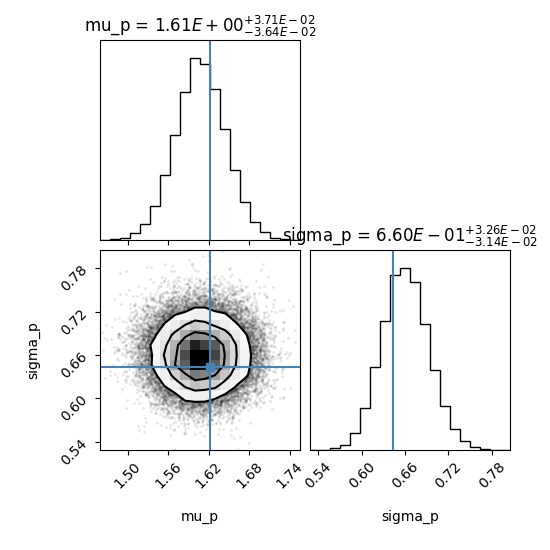 mu_p = 1.61E+00+3.71E−02−3.64E−02
sigma_p = 6.60E−01+3.26E−02−3.14E−02
0.78
0.72
0.66
0.60
0.54
sigma_p
1.50 1.56 1.62 1.68 1.74
mu_p
0.54 0.60 0.66 0.72 0.78
sigma_p